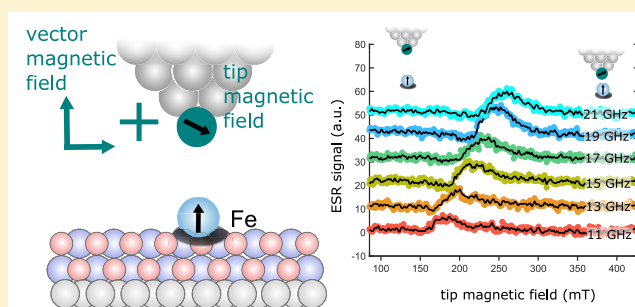 vector
magnetic
field
tip
magnetic
field
Fe
ESR signal (a.u.)
80
70
60
50
40
30
20
10
0
-10
21 GHz
19 GHz
17 GHz
15 GHz
13 GHz
11 GHz
100 150 200 250 300 350 400
tip magnetic field (mT)